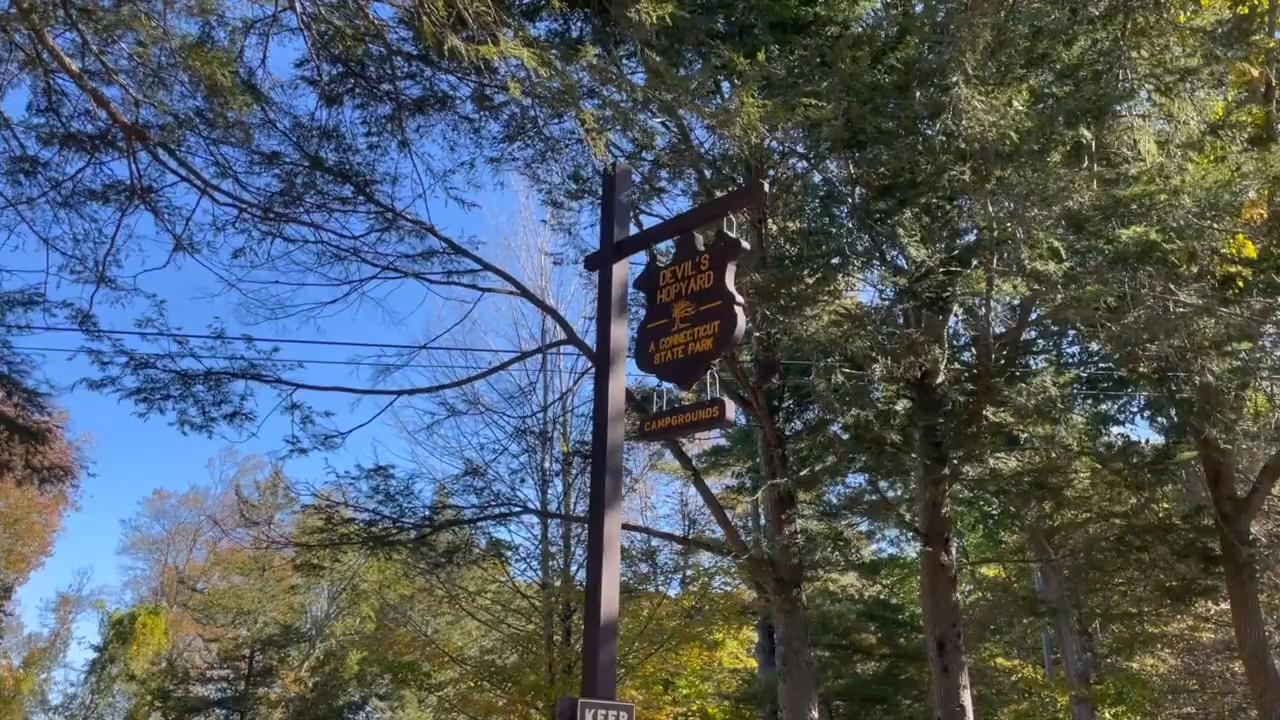 DEVIL'S
HOPYARD
A CONNECTICUT
STATE PARK
CAMPGROUNDS
KEEP